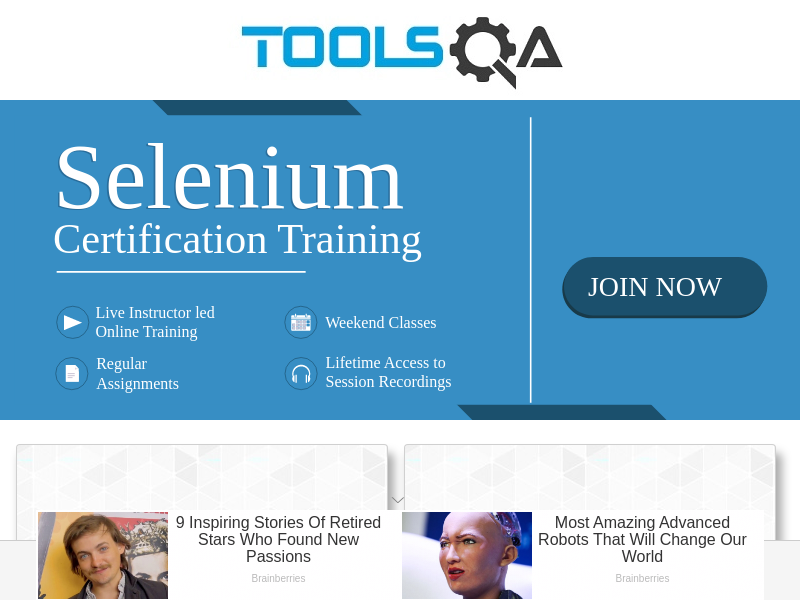 TOOLSQA
Selenium
Certification Training
JOIN NOW
Live Instructor led
Online Training
Weekend Classes
Regular
Assignments
Lifetime Access to
Session Recordings
9 Inspiring Stories Of Retired
Stars Who Found New
Passions
Brainberries
Most Amazing Advanced
Robots That Will Change Our
World
Brainberries